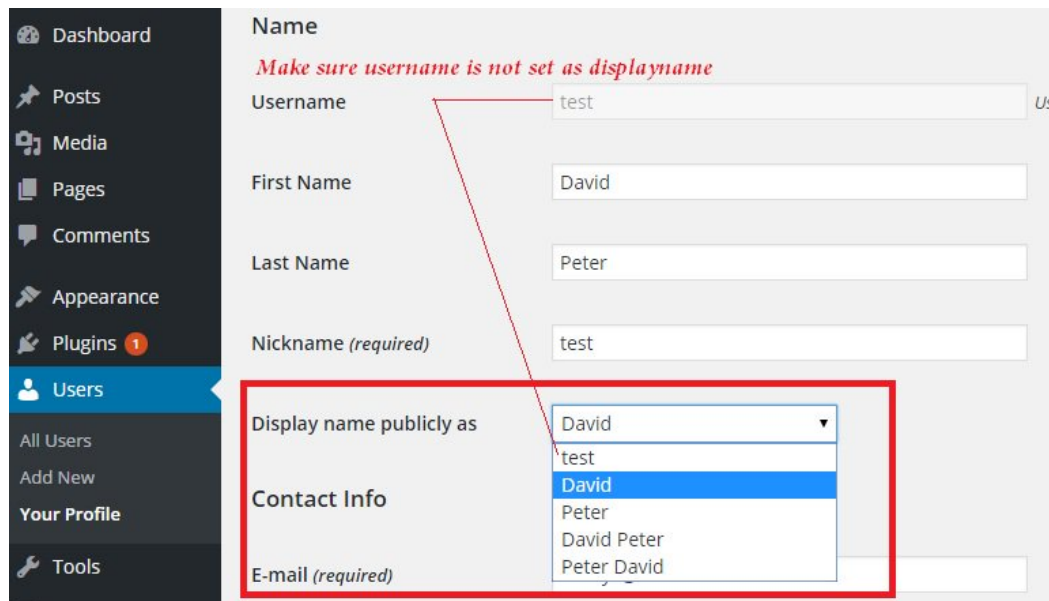 Dashboard
Posts
Media
Pages
Comments
Appearance
Plugins 1
Users
All Users
Add New
Your Profile
Tools
Name
Make sure username is not set as displayname
Username test
First Name David
Last Name Peter
Nickname (required) test
Display name publicly as David
test
David
Peter
David Peter
Peter David
Contact Info
E-mail (required)